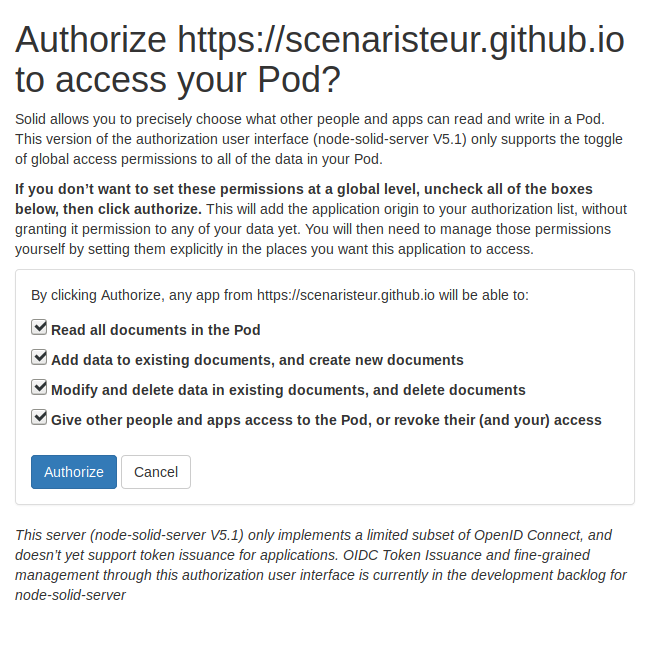 Authorize https://scenaristeur.github.io
to access your Pod?
Solid allows you to precisely choose what other people and apps can read and write in a Pod.
This version of the authorization user interface (node-solid-server V5.1) only supports the toggle
of global access permissions to all of the data in your Pod.
If you don’t want to set these permissions at a global level, uncheck all of the boxes
below, then click authorize. This will add the application origin to your authorization list, without
granting it permission to any of your data yet. You will then need to manage those permissions
yourself by setting them explicitly in the places you want this application to access.
By clicking Authorize, any app from https://scenaristeur.github.io will be able to:
Read all documents in the Pod
Add data to existing documents, and create new documents
Modify and delete data in existing documents, and delete documents
Give other people and apps access to the Pod, or revoke their (and your) access
Authorize Cancel
This server (node-solid-server V5.1) only implements a limited subset of OpenID Connect, and
doesn’t yet support token issuance for applications. OIDC Token Issuance and fine-grained
management through this authorization user interface is currently in the development backlog for
node-solid-server